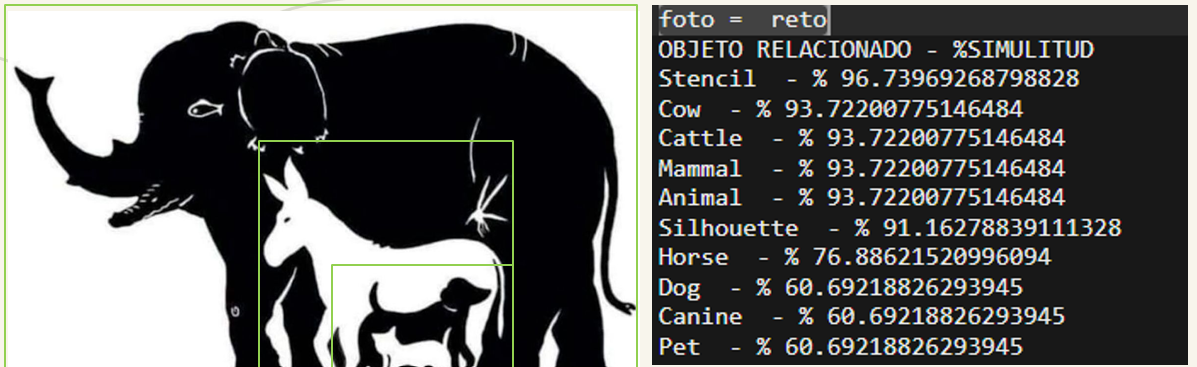 foto =  reto
OBJETO RELACIONADO - %SIMULITUD
Stencil  - % 96.73969268798828
Cow  - % 93.72200775146484
Cattle  - % 93.72200775146484
Mammal  - % 93.72200775146484
Animal  - % 93.72200775146484
Silhouette  - % 91.16278839111328
Horse  - % 76.88621520996094
Dog  - % 60.69218826293945
Canine  - % 60.69218826293945
Pet  - % 60.69218826293945